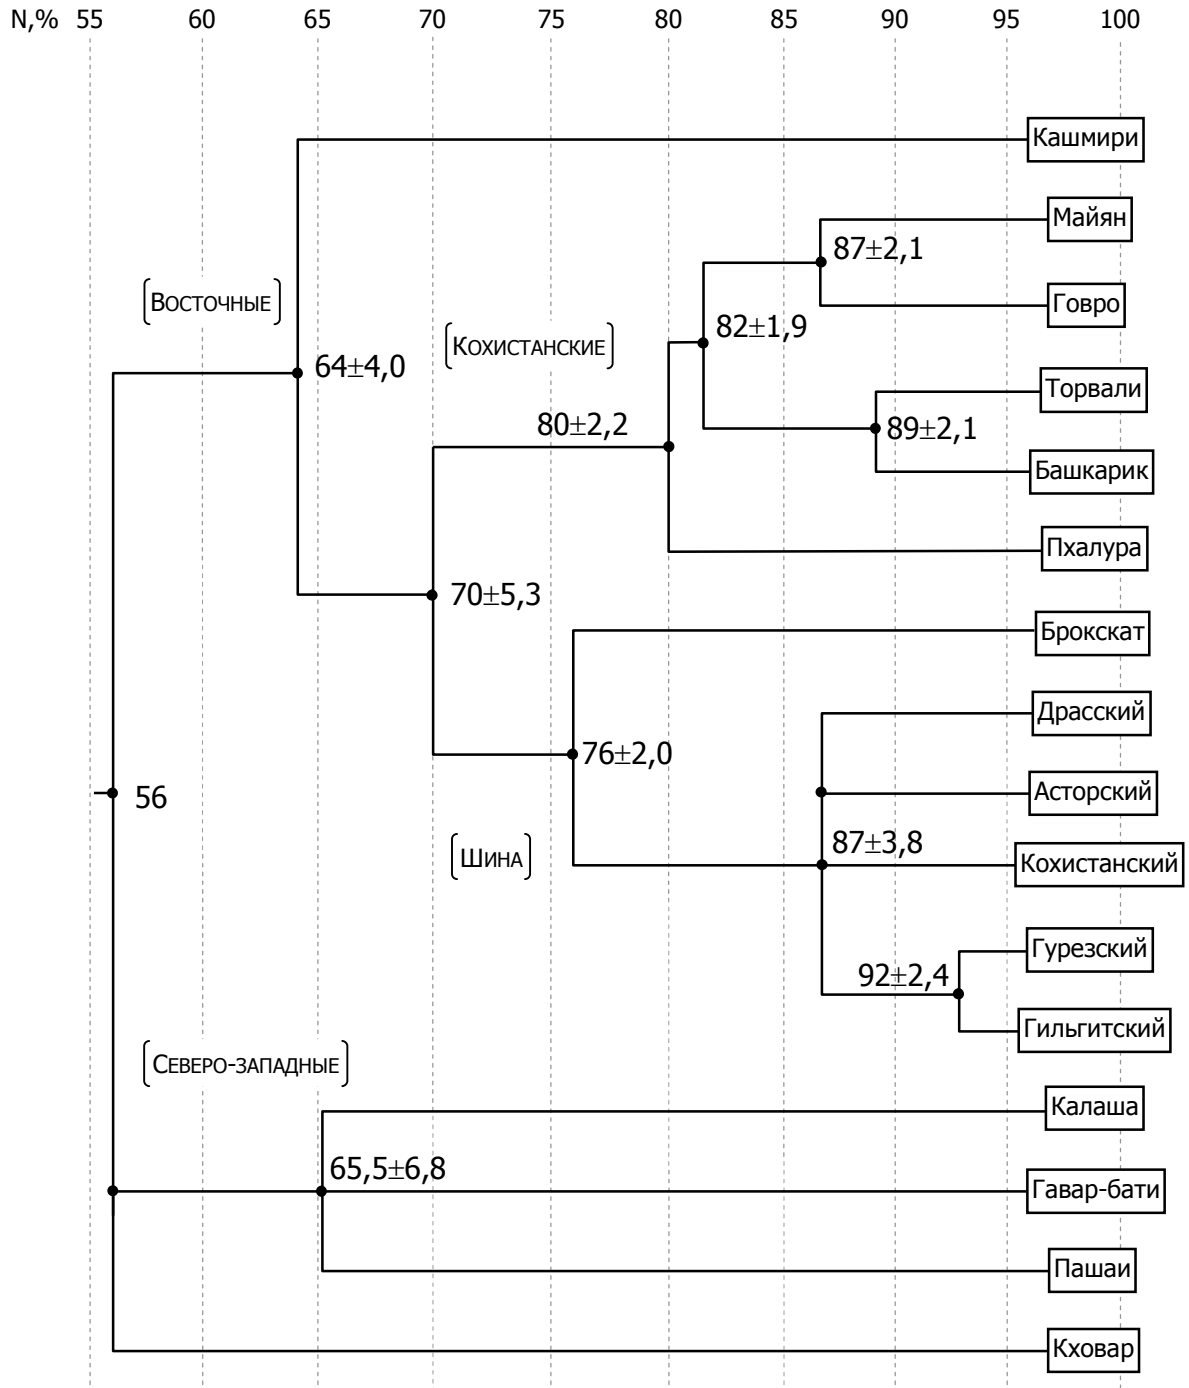 N,% 55 60 65 70 75 80 85 90 95 100
Кашмири
Майян
87±2,1
Восточные
Говро
82±1,9
Кохистанские
64±4,0
Торвали
80±2,2
89±2,1
Башкарик
Пхалура
70±5,3
Брокскат
Драсский
76±2,0
56
Асторский
87±3,8
Шина
Кохистанский
Гурезский
92±2,4
Гильгитский
Северо-западные
Калаша
65,5±6,8
Гавар-бати
Пашаи
Кховар